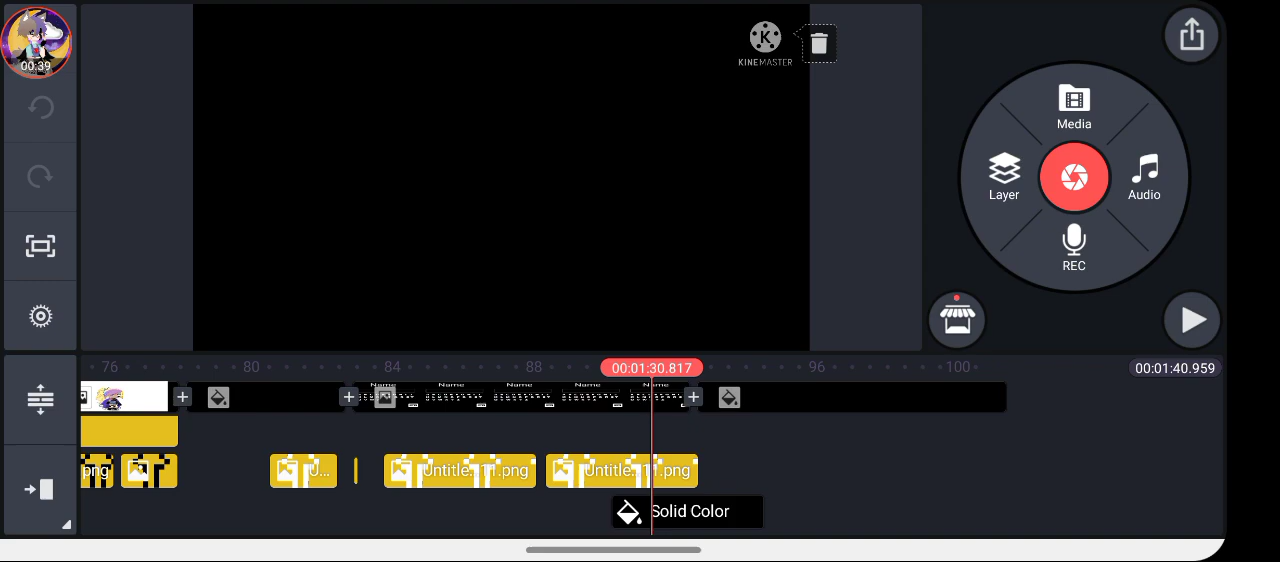 00:39
KINEMASTER
Media
Layer
Audio
REC
76
80
84
88
00:01:30.817
96
100
00:01:40.959
Name
Name
Name
Name
Name
png
U...
Untitle...11.png
Untitle...11.png
Solid Color